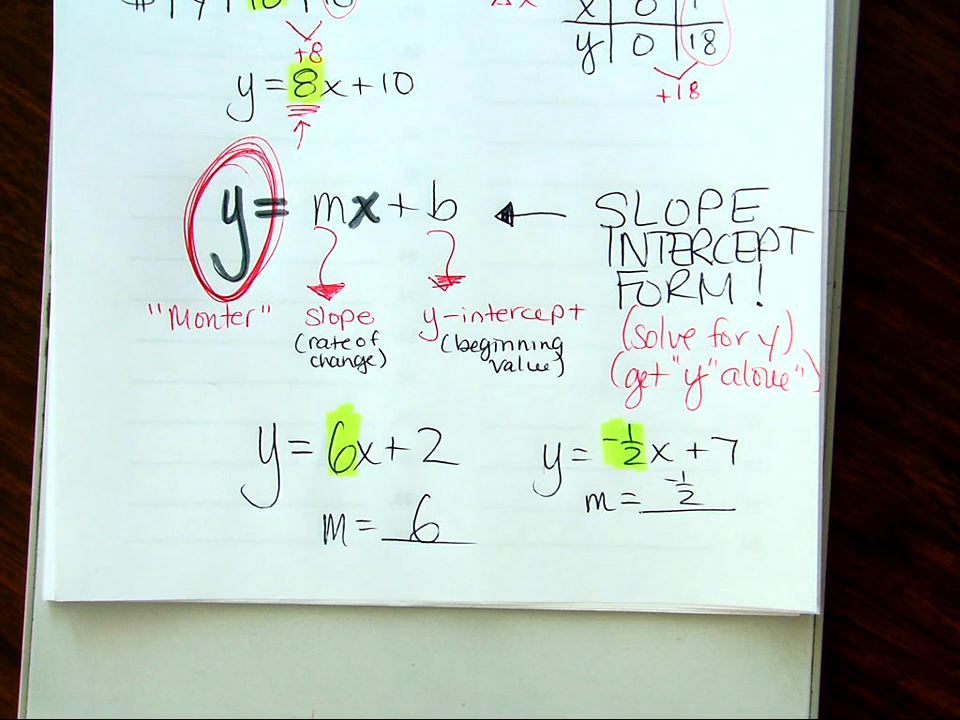 x 0 1
y 0 18
+8
+18
y = 8x + 10
y = mx + b
SLOPE
INTERCEPT
FORM!
(solve for y)
(get "y" alone")
"Monter"
slope
(rate of
change)
y-intercept
(beginning
value)
y = 6x + 2
m = 6
y = -1/2 x + 7
m = -1/2